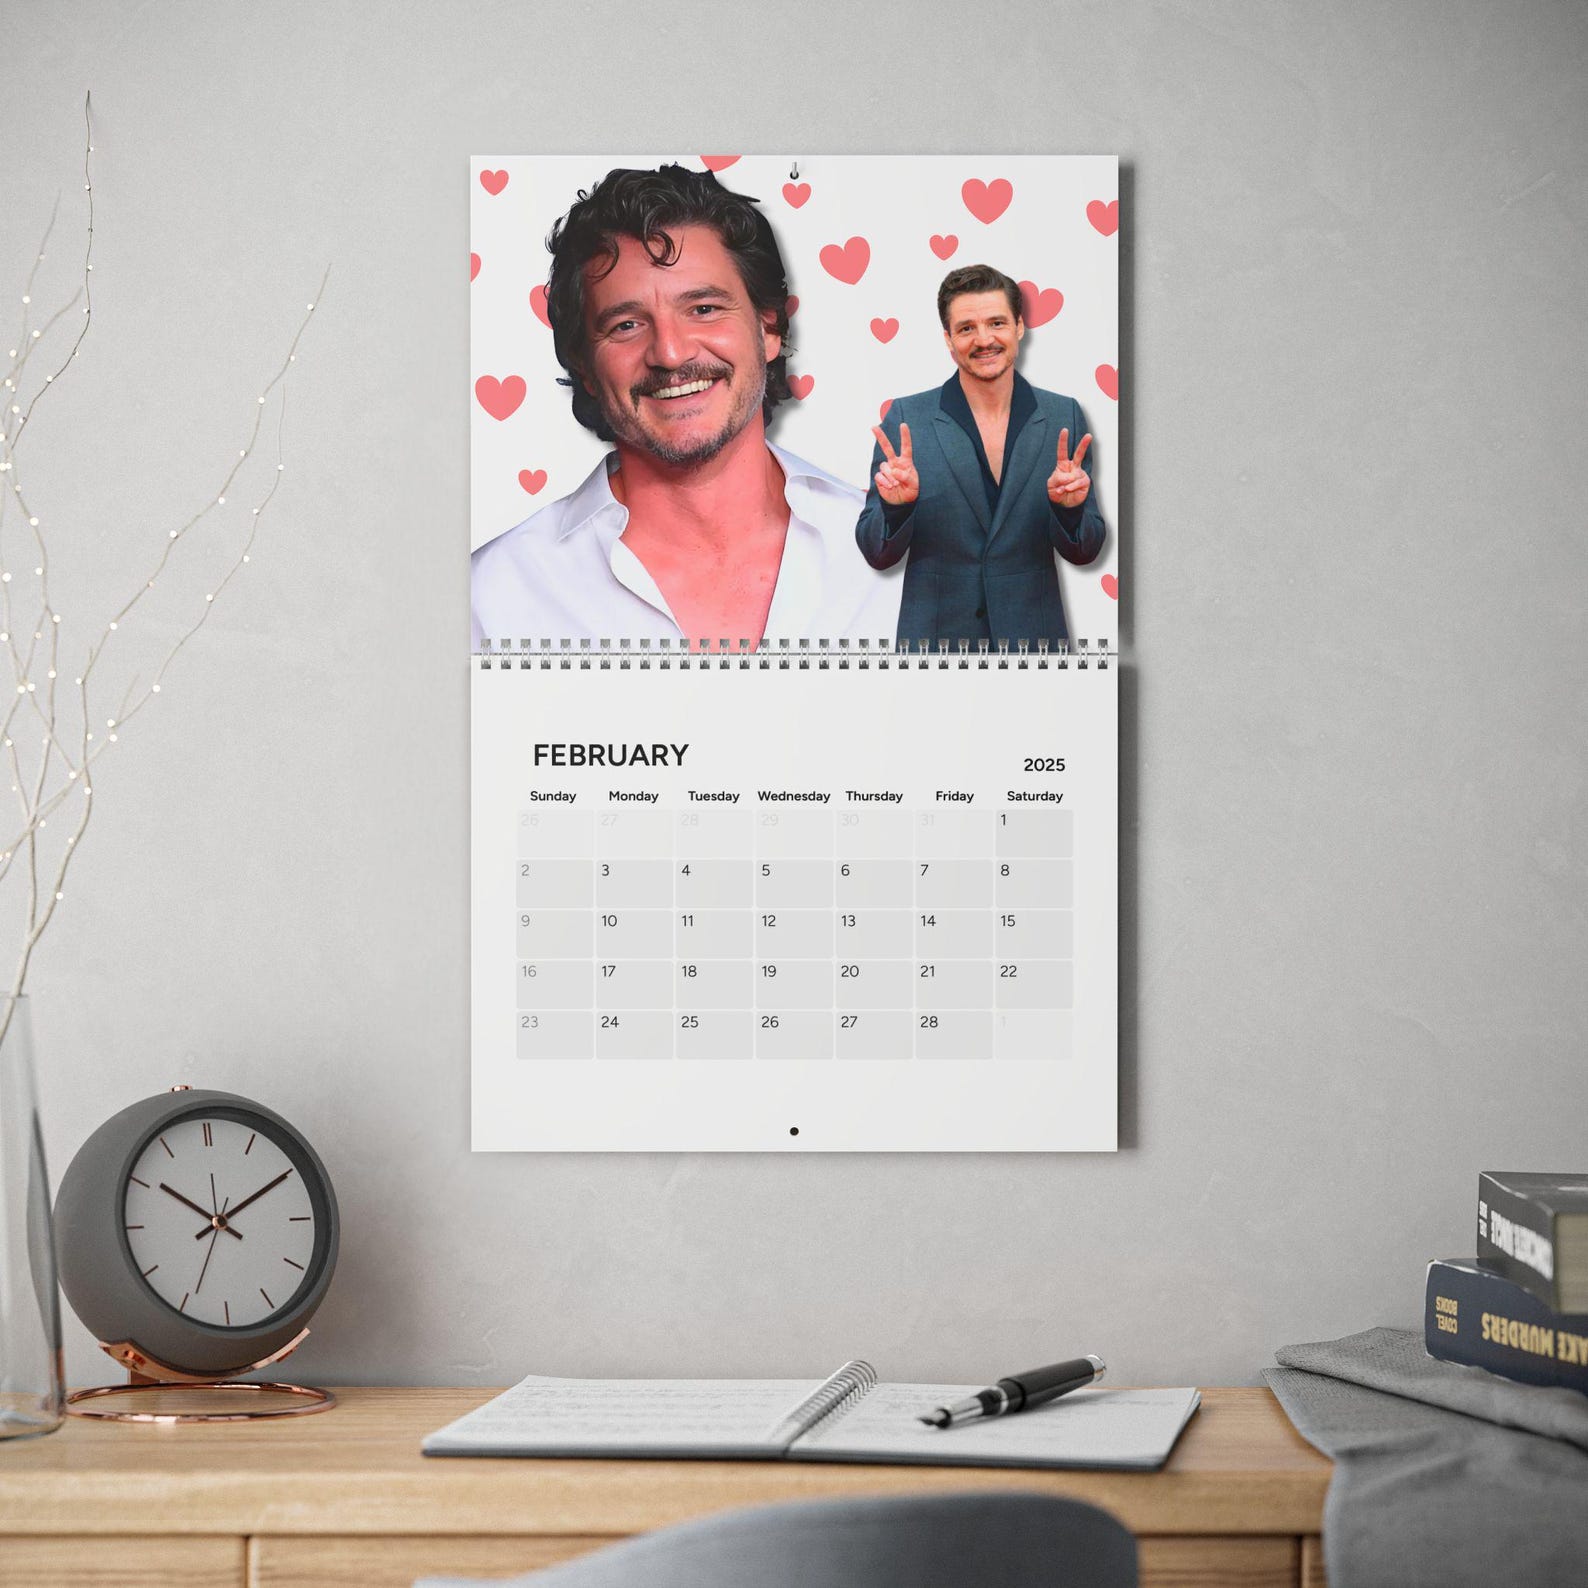 FEBRUARY
2025
Sunday Monday Tuesday Wednesday Thursday Friday Saturday
26 27 28 29 30 31 1
2 3 4 5 6 7 8
9 10 11 12 13 14 15
16 17 18 19 20 21 22
23 24 25 26 27 28 1
COVEL
BOOKS
AKE MURDERS